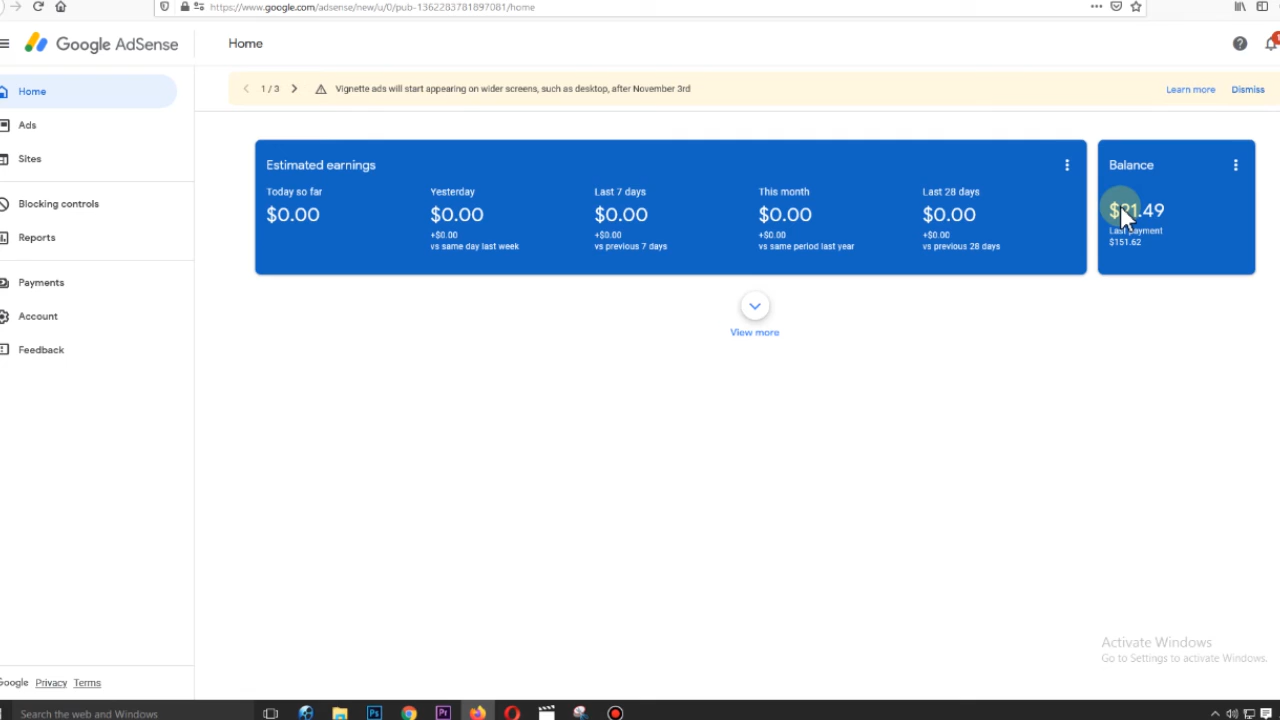 https://www.google.com/adsense/new/u/0/pub-1362283781897081/home
Google AdSense
Home
Home
Ads
Sites
Blocking controls
Reports
Payments
Account
Feedback
1 / 3
Vignette ads will start appearing on wider screens, such as desktop, after November 3rd
Learn more
Dismiss
Estimated earnings
Today so far
$0.00
Yesterday
$0.00
+$0.00
vs same day last week
Last 7 days
$0.00
+$0.00
vs previous 7 days
This month
$0.00
+$0.00
vs same period last year
Last 28 days
$0.00
+$0.00
vs previous 28 days
Balance
Last payment
$151.62
View more
Activate Windows
Go to Settings to activate Windows.
Google Privacy Terms
Search the web and Windows